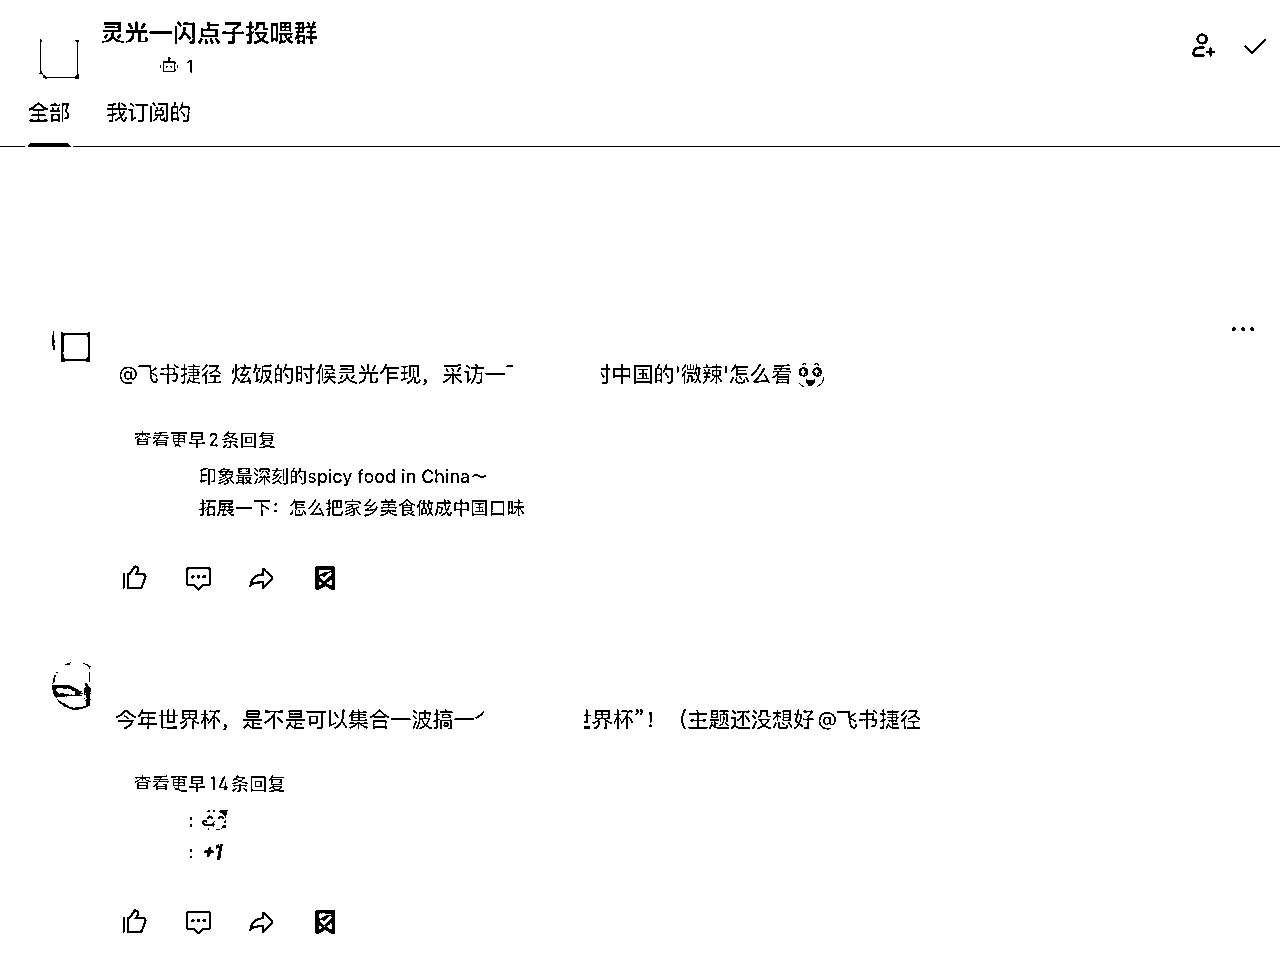 灵光一闪点子投喂群
1
全部 我订阅的
@飞书捷径 炫饭的时候灵光乍现，采访一 中国的'微辣'怎么看
查看更早2条回复
印象最深刻的spicy food in China～
拓展一下：怎么把家乡美食做成中国口味
今年世界杯，是不是可以集合一波搞一 界杯”！（主题还没想好@飞书捷径
查看更早14条回复
:
: +1